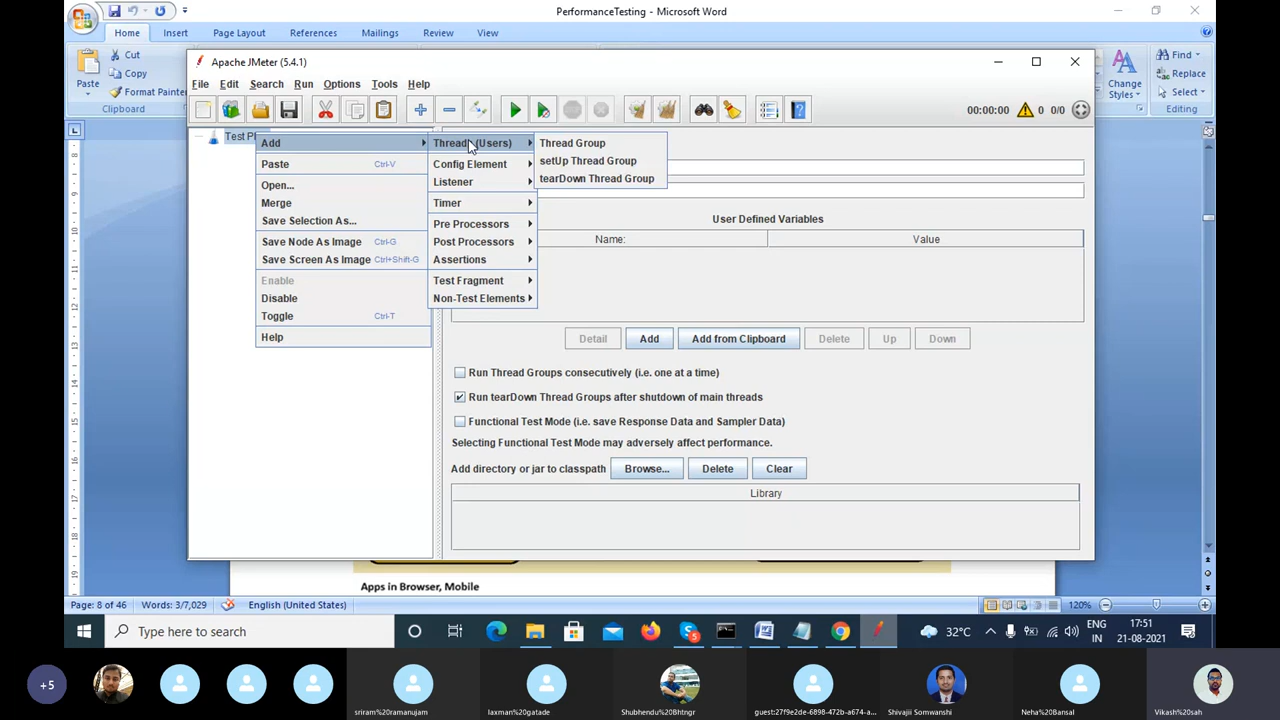 PerformanceTesting - Microsoft Word
Home Insert Page Layout References Mailings Review View
Cut
Copy
Format Painter
Paste
Clipboard
Find
Replace
Select
Change
Styles
Editing
Apache JMeter (5.4.1)
File Edit Search Run Options Tools Help
00:00:00 0 0/0
Test Pl
Add
Paste Ctrl-V
Open...
Merge
Save Selection As...
Save Node As Image Ctrl-G
Save Screen As Image Ctrl+Shift-G
Enable
Disable
Toggle Ctrl-T
Help
Threads (Users)
Config Element
Listener
Timer
Pre Processors
Post Processors
Assertions
Test Fragment
Non-Test Elements
Thread Group
setUp Thread Group
tearDown Thread Group
User Defined Variables
Name: Value
Detail Add Add from Clipboard Delete Up Down
Run Thread Groups consecutively (i.e. one at a time)
Run tearDown Thread Groups after shutdown of main threads
Functional Test Mode (i.e. save Response Data and Sampler Data)
Selecting Functional Test Mode may adversely affect performance.
Add directory or jar to classpath Browse... Delete Clear
Library
Apps in Browser, Mobile
Page: 8 of 46 Words: 3/7,029 English (United States) 120%
Type here to search
32°C
ENG
IN
17:51
21-08-2021
+5
sriram%20ramanujam
laxman%20gatade
Shubhendu%20Bhtngr
guest:27f9e2de-6898-472b-a674-a...
Shivajii Somwanshi
Neha%20Bansal
Vikash%20sah